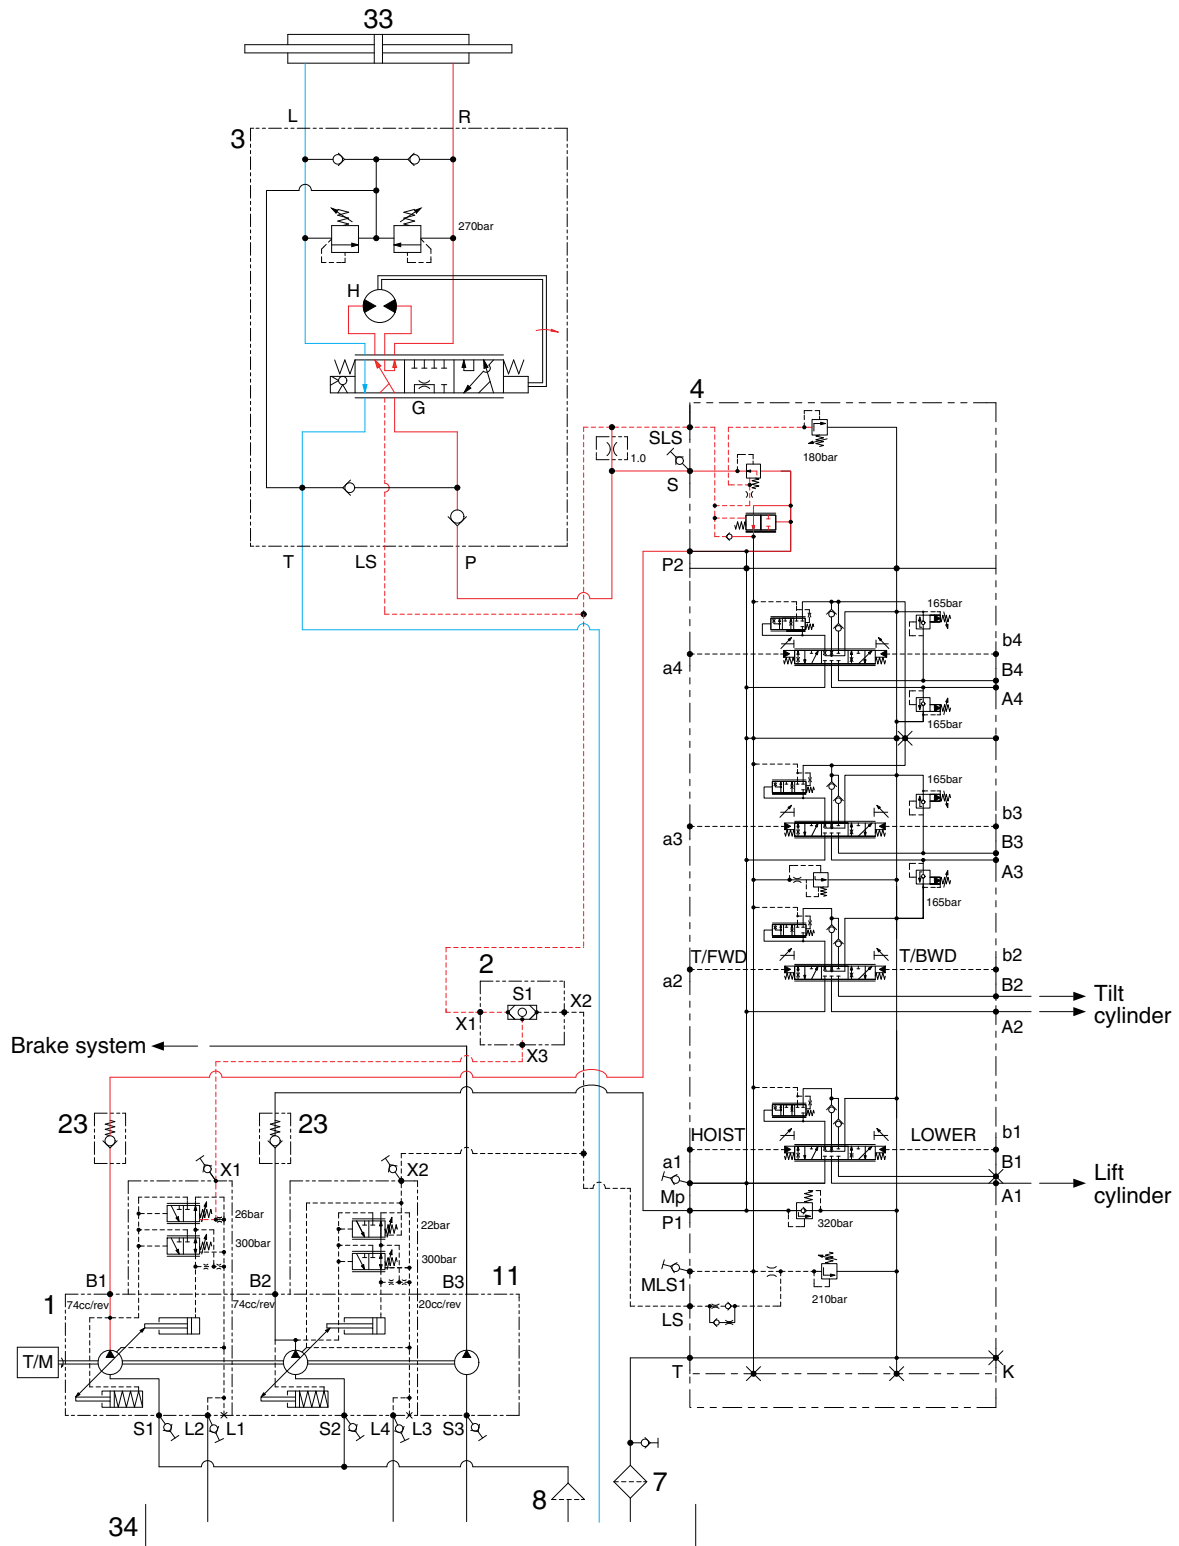 33
L R
3
270bar
H
G
4
SLS
1.0
180bar
S
T LS P
P2
165bar
b4
a4
B4
A4
165bar
165bar
b3
a3
B3
A3
165bar
T/FWD T/BWD b2
a2
2
S1 X2
X1
B2
Tilt
cylinder
A2
Brake system
X3
23 23
HOIST LOWER b1
a1
B1
X1 X2
Mp
A1
Lift
cylinder
P1
26bar 22bar
320bar
300bar 300bar
B1 B2 B3 11
MLS1
1 74cc/rev 74cc/rev 20cc/rev
210bar
LS
T/M
T K
S1 L2 L1 S2 L4 L3 S3
8 7
34